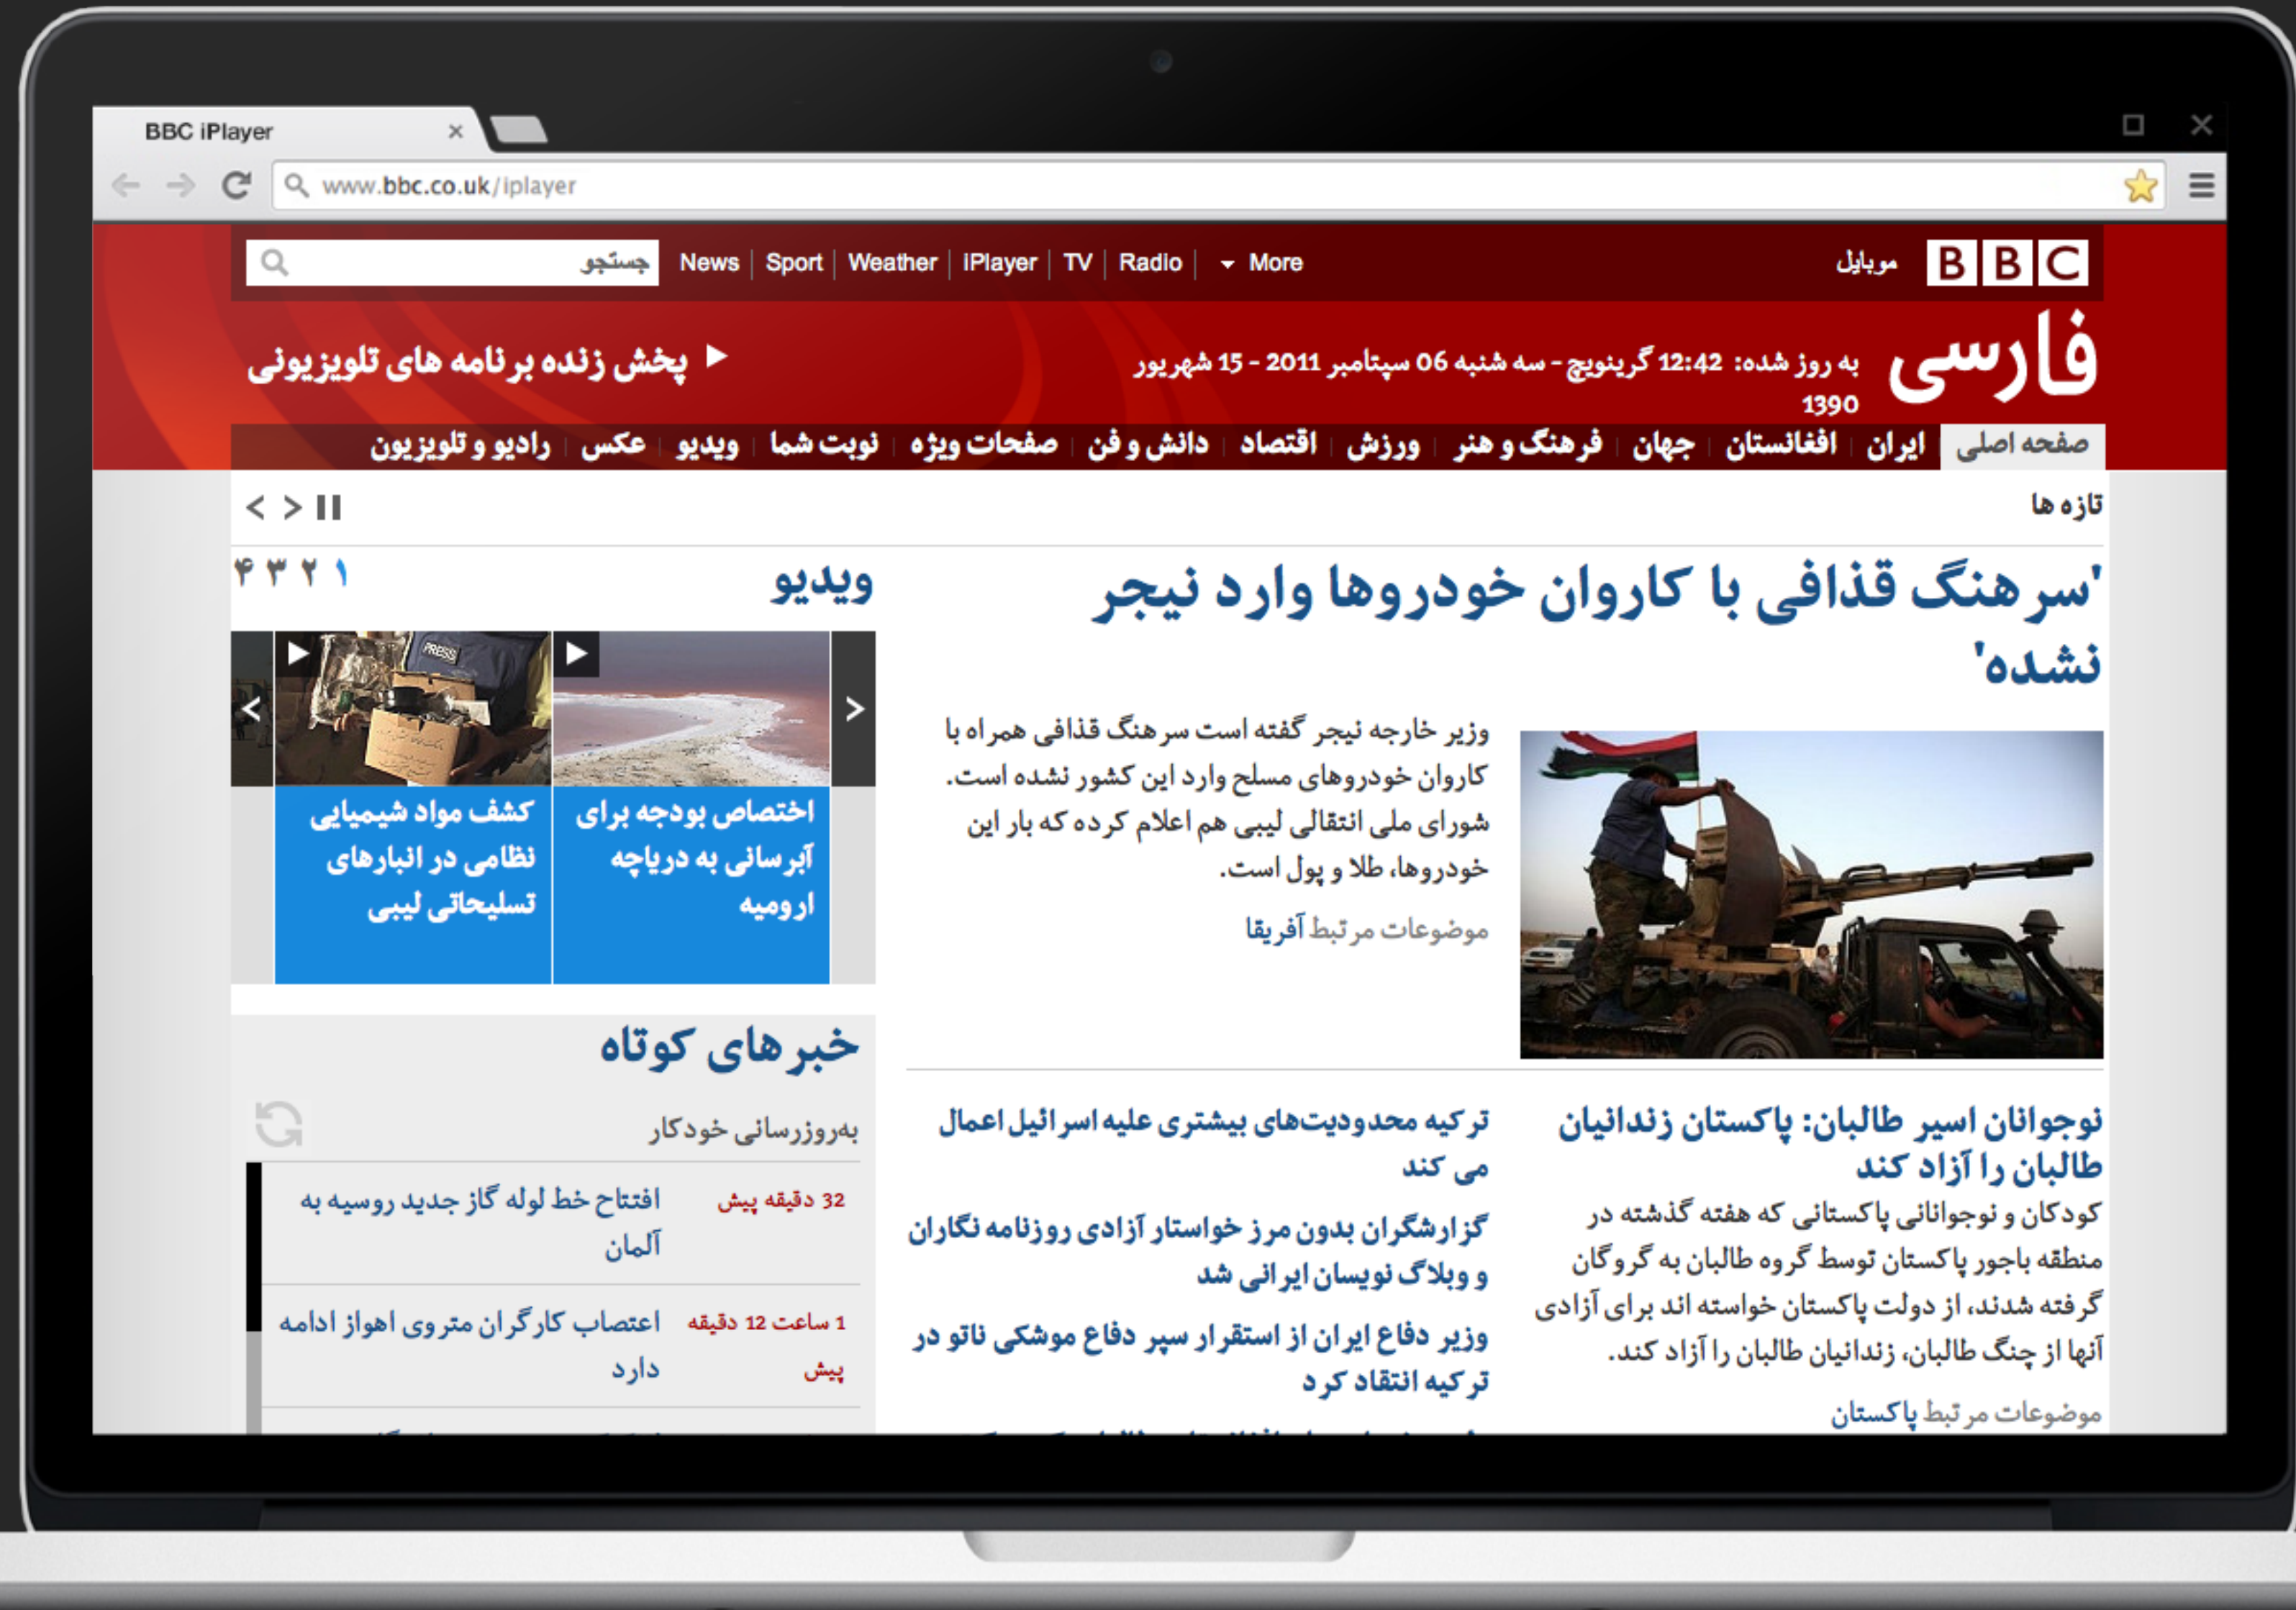 BBC iPlayer
www.bbc.co.uk/iplayer
BBC
موبایل
News
Sport
Weather
iPlayer
TV
Radio
More
جستجو
فارسی
به روز شده: 12:42 گرینویچ - سه شنبه 06 سپتامبر 2011 - 15 شهریور
1390
پخش زنده برنامه های تلویزیونی
صفحه اصلی
ایران
افغانستان
جهان
فرهنگ و هنر
ورزش
اقتصاد
دانش و فن
صفحات ویژه
نوبت شما
ویدیو
عکس
رادیو و تلویزیون
تازه ها
'سرهنگ قذافی با کاروان خودروها وارد نیجر
نشده'
وزیر خارجه نیجر گفته است سرهنگ قذافی همراه با
کاروان خودروهای مسلح وارد این کشور نشده است.
شورای ملی انتقالی لیبی هم اعلام کرده که بار این
خودروها، طلا و پول است.
موضوعات مرتبط آفریقا
نوجوانان اسیر طالبان: پاکستان زندانیان
طالبان را آزاد کند
کودکان و نوجوانانی پاکستانی که هفته گذشته در
منطقه باجور پاکستان توسط گروه طالبان به گروگان
گرفته شدند، از دولت پاکستان خواسته اند برای آزادی
آنها از چنگ طالبان، زندانیان طالبان را آزاد کند.
موضوعات مرتبط پاکستان
ترکیه محدودیت‌های بیشتری علیه اسرائیل اعمال
می کند
گزارشگران بدون مرز خواستار آزادی روزنامه نگاران
و وبلاگ نویسان ایرانی شد
وزیر دفاع ایران از استقرار سپر دفاع موشکی ناتو در
ترکیه انتقاد کرد
ویدیو
۱ ۲ ۳ ۴
PRESS
اختصاص بودجه برای
آبرسانی به دریاچه
ارومیه
کشف مواد شیمیایی
نظامی در انبارهای
تسلیحاتی لیبی
خبرهای کوتاه
به‌روزرسانی خودکار
32 دقیقه پیش
افتتاح خط لوله گاز جدید روسیه به
آلمان
1 ساعت 12 دقیقه
پیش
اعتصاب کارگران متروی اهواز ادامه
دارد